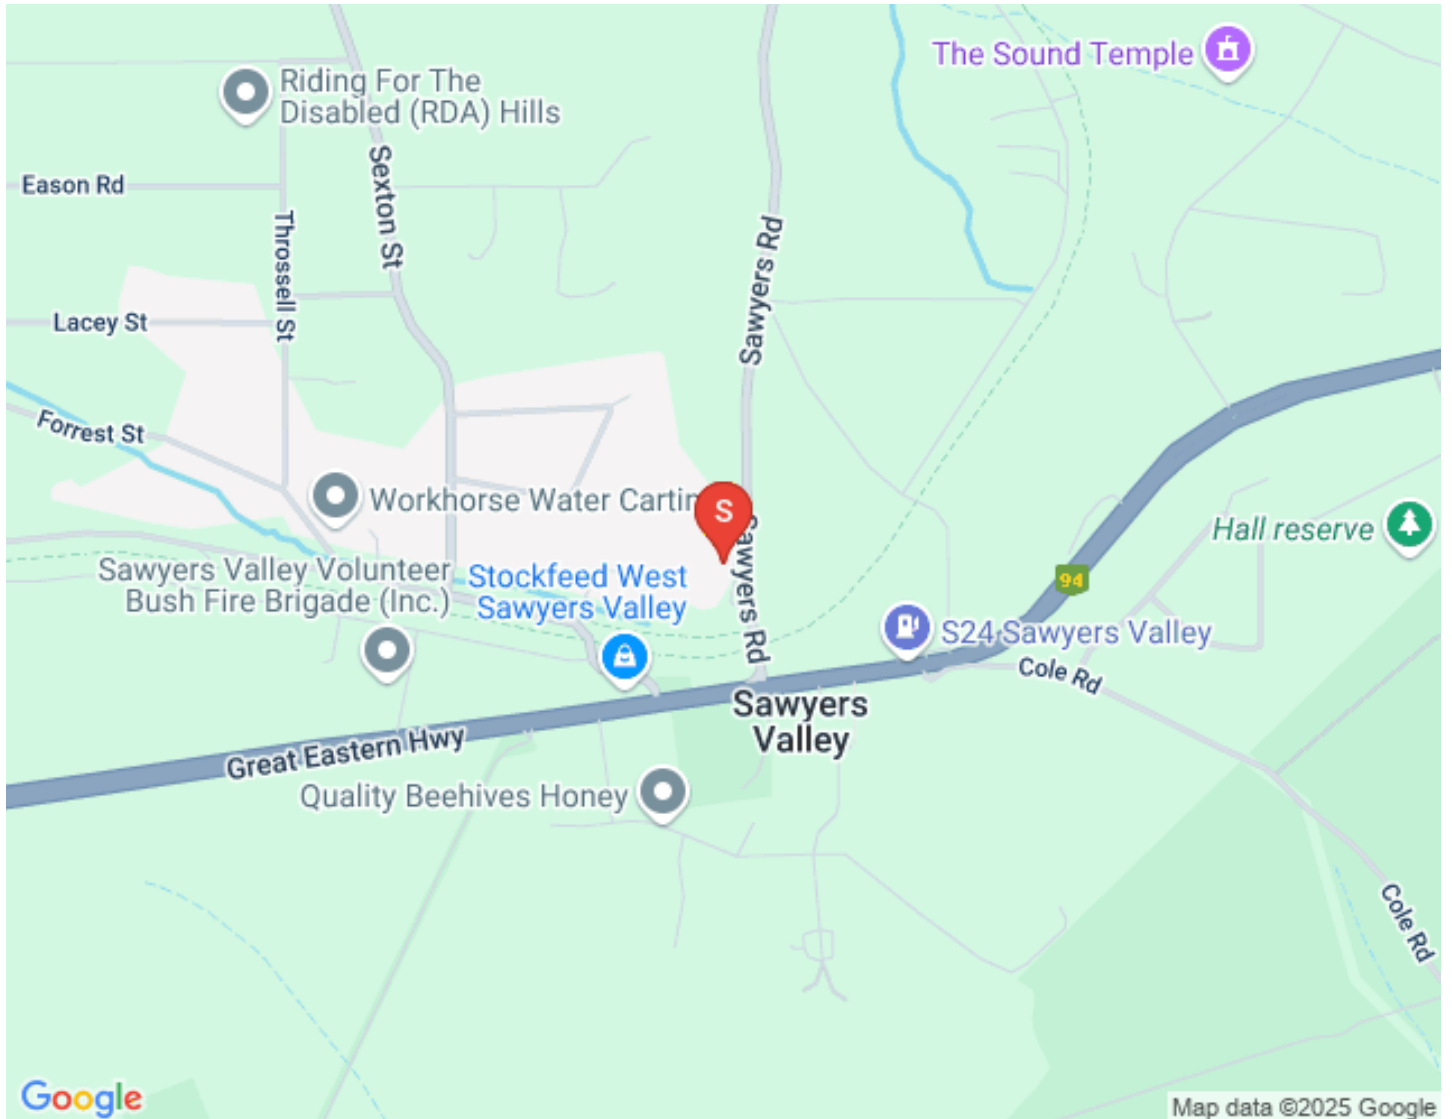 The Sound Temple
Riding For The
Disabled (RDA) Hills
Eason Rd
Sexton St
Throssell St
Sawyers Rd
Lacey St
Forrest St
Workhorse Water Cartin
S
Sawyers Rd
Hall reserve
Sawyers Valley Volunteer
Bush Fire Brigade (Inc.)
Stockfeed West
Sawyers Valley
94
S24 Sawyers Valley
Cole Rd
Sawyers
Valley
Great Eastern Hwy
Quality Beehives Honey
Cole Rd
Google
Map data ©2025 Google